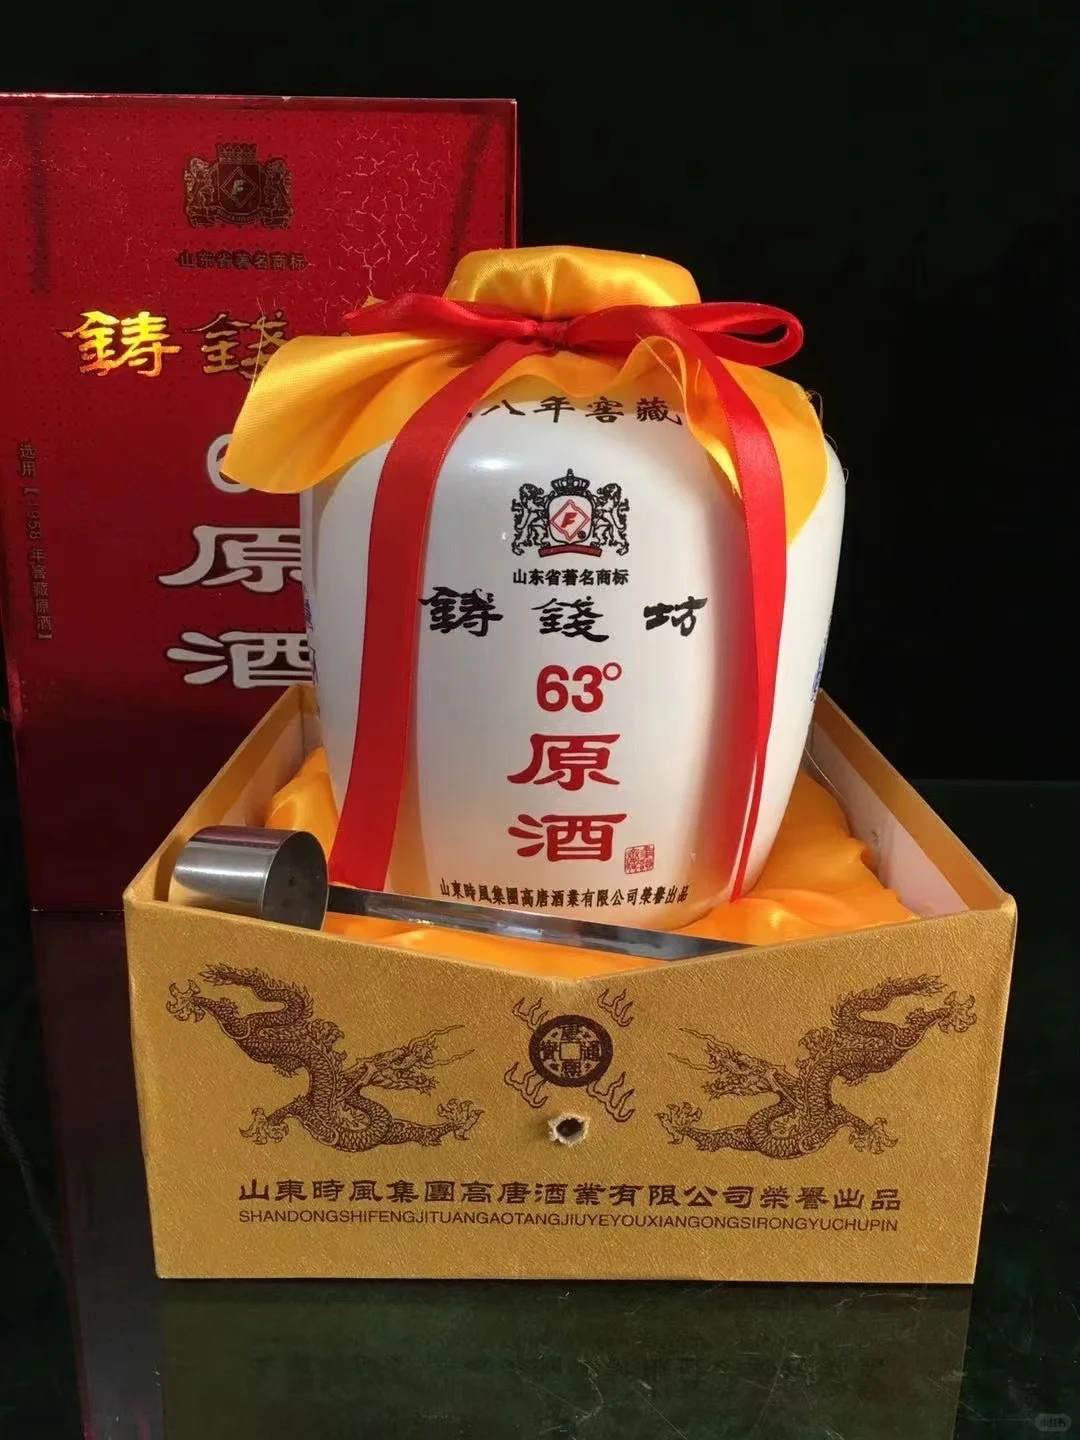 山东省著名商标
鑄錢
原
酒
选用【1958年窖藏原酒】
八年窖藏
F
山东省著名商标
鑄錢坊
63°
原
酒
山東時風集團高唐酒業有限公司榮譽出品
山東時風集團高唐酒業有限公司榮譽出品
SHANDONGSHIFENGJITUANGAOTANGJIUYEYOUXIANGONGSIRONGYUCHUPIN
小红书